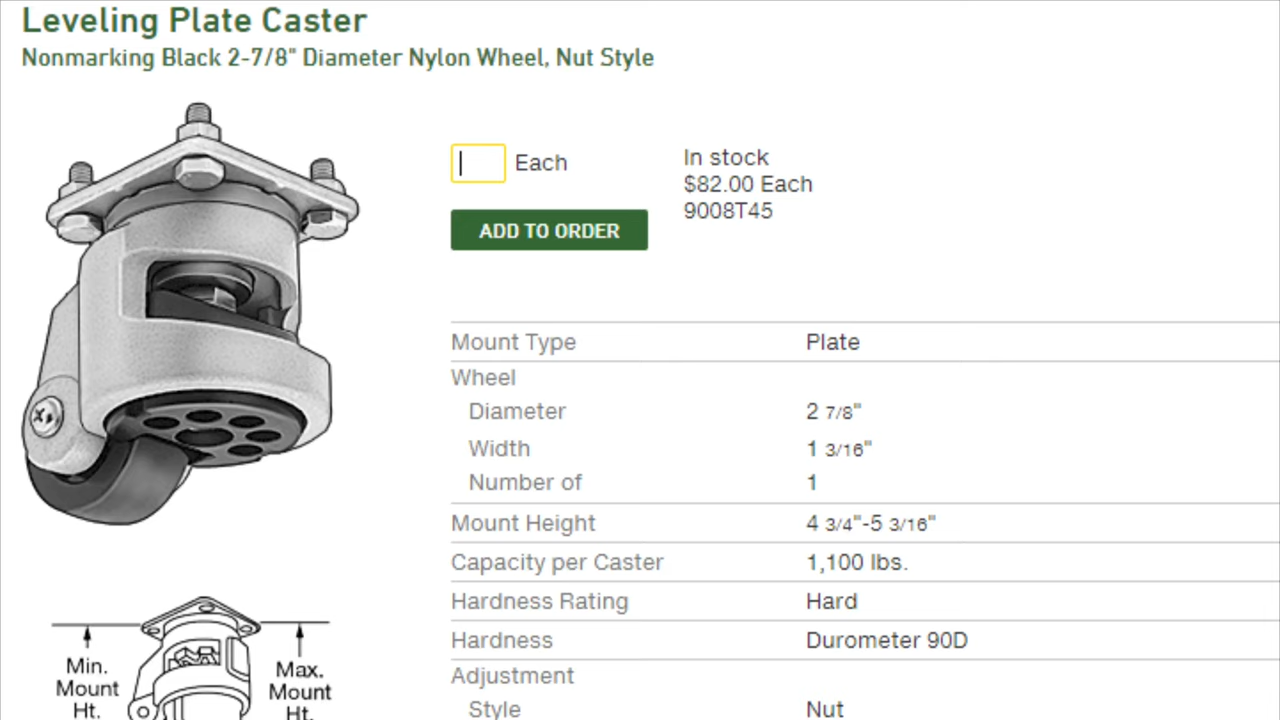 Leveling Plate Caster
Nonmarking Black 2-7/8" Diameter Nylon Wheel, Nut Style
Each
In stock
$82.00 Each
9008T45
ADD TO ORDER
Mount Type Plate
Wheel
Diameter 2 7/8"
Width 1 3/16"
Number of 1
Mount Height 4 3/4"-5 3/16"
Capacity per Caster 1,100 lbs.
Hardness Rating Hard
Hardness Durometer 90D
Adjustment
Style Nut
Min.
Mount
Ht.
Max.
Mount
Ht.